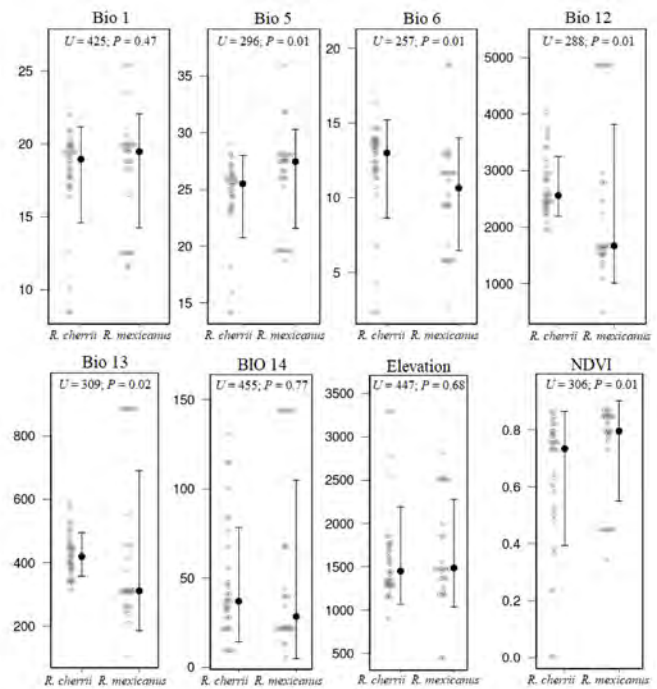 Bio 1 Bio 5 Bio 6 Bio 12
U = 425; P = 0.47 U = 296; P = 0.01 U = 257; P = 0.01 U = 288; P = 0.01
25 35 20 5000
20 30 15 4000
15 25 10 3000
10 20 5 2000
15 1000
R. cherrii R. mexicanus R. cherrii R. mexicanus R. cherrii R. mexicanus R. cherrii R. mexicanus
Bio 13 BIO 14 Elevation NDVI
U = 309; P = 0.02 U = 455; P = 0.77 U = 447; P = 0.68 U = 306; P = 0.01
800 150 3500 0.8
600 100 3000 0.6
400 50 2500 0.4
200 0 2000 0.2
1500 0.0
1000
500
R. cherrii R. mexicanus R. cherrii R. mexicanus R. cherrii R. mexicanus R. cherrii R. mexicanus